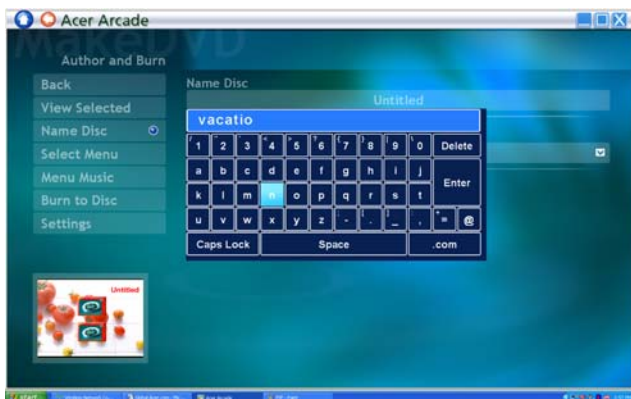 Acer Arcade
MakeDVD
Author and Burn
Back
View Selected
Name Disc
Select Menu
Menu Music
Burn to Disc
Settings
Untitled
Name Disc
Untitled
vacatio
1 2 3 4 5 6 7 8 9 0 Delete
a b c d e f g h i j
Enter
k l m n o p q r s t
u v w x y z - . _ , = @
Caps Lock Space .com